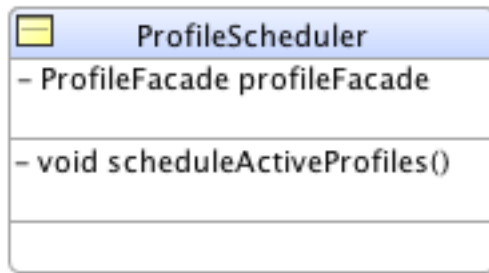 ProfileScheduler
– ProfileFacade profileFacade
– void scheduleActiveProfiles()